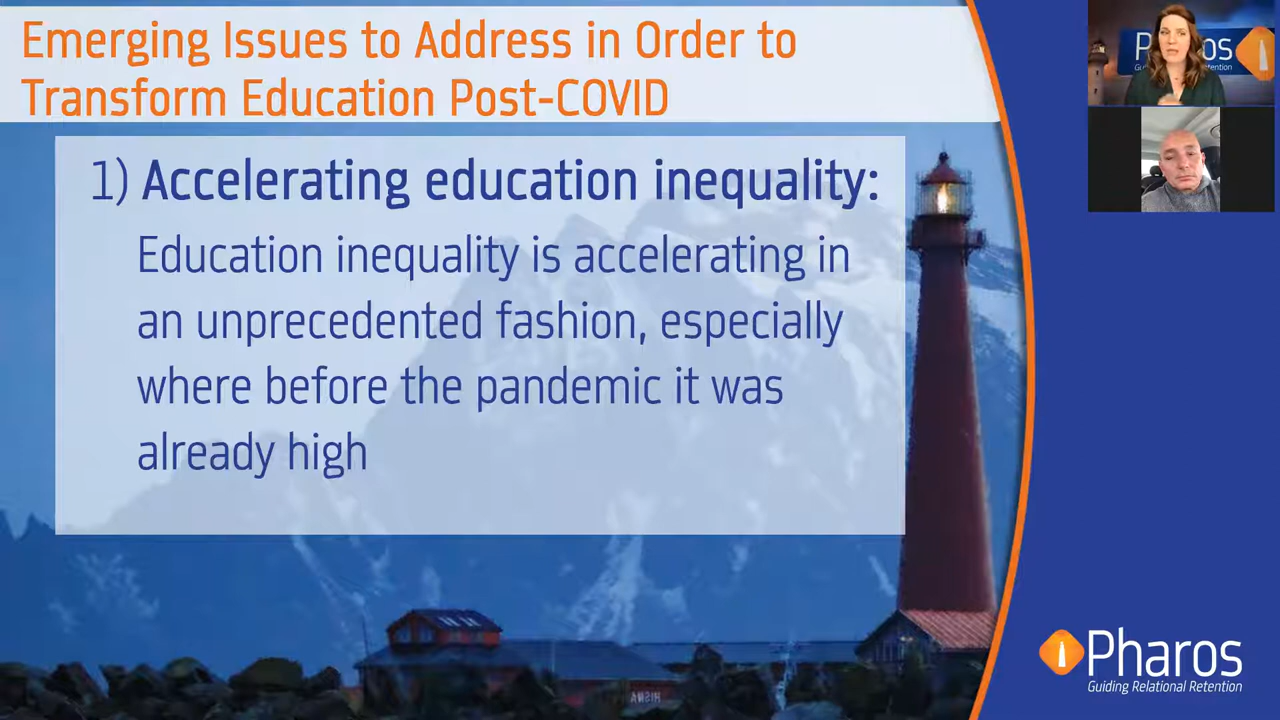 Emerging Issues to Address in Order to
Transform Education Post-COVID
1) Accelerating education inequality:
Education inequality is accelerating in
an unprecedented fashion, especially
where before the pandemic it was
already high
Pharos
Guiding Relational Retention